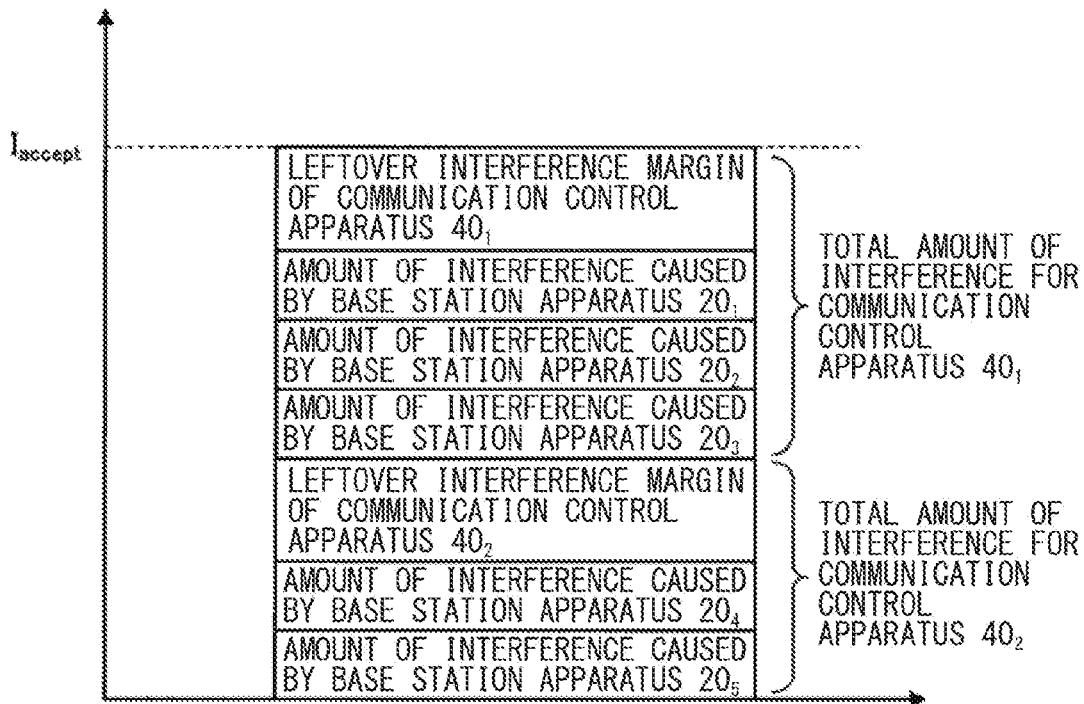 I_accept
LEFTOVER INTERFERENCE MARGIN
OF COMMUNICATION CONTROL
APPARATUS 40₁
AMOUNT OF INTERFERENCE CAUSED
BY BASE STATION APPARATUS 20₁
AMOUNT OF INTERFERENCE CAUSED
BY BASE STATION APPARATUS 20₂
AMOUNT OF INTERFERENCE CAUSED
BY BASE STATION APPARATUS 20₃
TOTAL AMOUNT OF
INTERFERENCE FOR
COMMUNICATION
CONTROL
APPARATUS 40₁
LEFTOVER INTERFERENCE MARGIN
OF COMMUNICATION CONTROL
APPARATUS 40₂
AMOUNT OF INTERFERENCE CAUSED
BY BASE STATION APPARATUS 20₄
AMOUNT OF INTERFERENCE CAUSED
BY BASE STATION APPARATUS 20₅
TOTAL AMOUNT OF
INTERFERENCE FOR
COMMUNICATION
CONTROL
APPARATUS 40₂